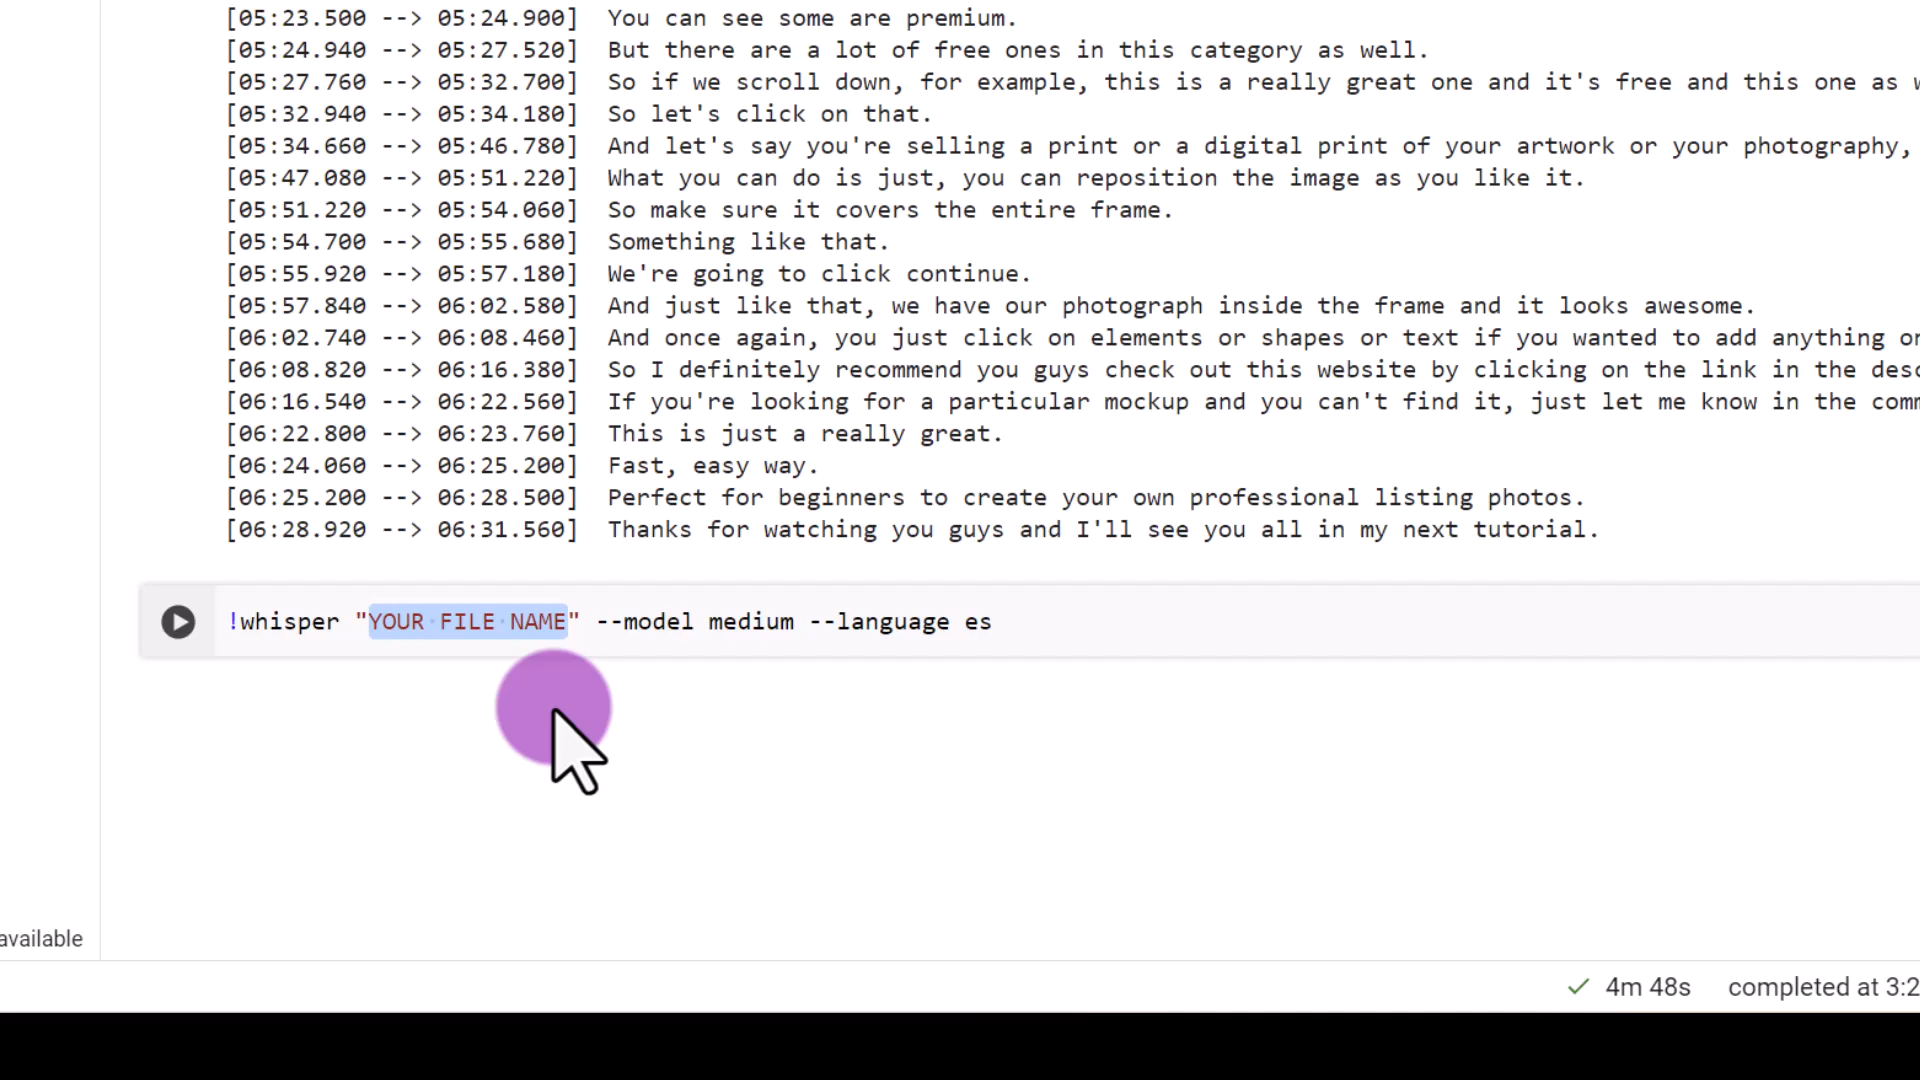 [05:23.500 --> 05:24.900]  You can see some are premium.
[05:24.940 --> 05:27.520]  But there are a lot of free ones in this category as well.
[05:27.760 --> 05:32.700]  So if we scroll down, for example, this is a really great one and it's free and this one as
[05:32.940 --> 05:34.180]  So let's click on that.
[05:34.660 --> 05:46.780]  And let's say you're selling a print or a digital print of your artwork or your photography,
[05:47.080 --> 05:51.220]  What you can do is just, you can reposition the image as you like it.
[05:51.220 --> 05:54.060]  So make sure it covers the entire frame.
[05:54.700 --> 05:55.680]  Something like that.
[05:55.920 --> 05:57.180]  We're going to click continue.
[05:57.840 --> 06:02.580]  And just like that, we have our photograph inside the frame and it looks awesome.
[06:02.740 --> 06:08.460]  And once again, you just click on elements or shapes or text if you wanted to add anything
[06:08.820 --> 06:16.380]  So I definitely recommend you guys check out this website by clicking on the link in the desc
[06:16.540 --> 06:22.560]  If you're looking for a particular mockup and you can't find it, just let me know in the
[06:22.800 --> 06:23.760]  This is just a really great.
[06:24.060 --> 06:25.200]  Fast, easy way.
[06:25.200 --> 06:28.500]  Perfect for beginners to create your own professional listing photos.
[06:28.920 --> 06:31.560]  Thanks for watching you guys and I'll see you all in my next tutorial.
!whisper "YOUR FILE NAME" --model medium --language es
available
4m 48s completed at 3:2